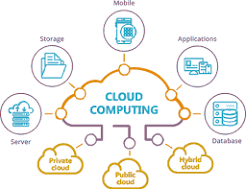 Mobile
Storage
Applications
CLOUD
COMPUTING
Server
Database
Private
cloud
Public
cloud
Hybrid
cloud